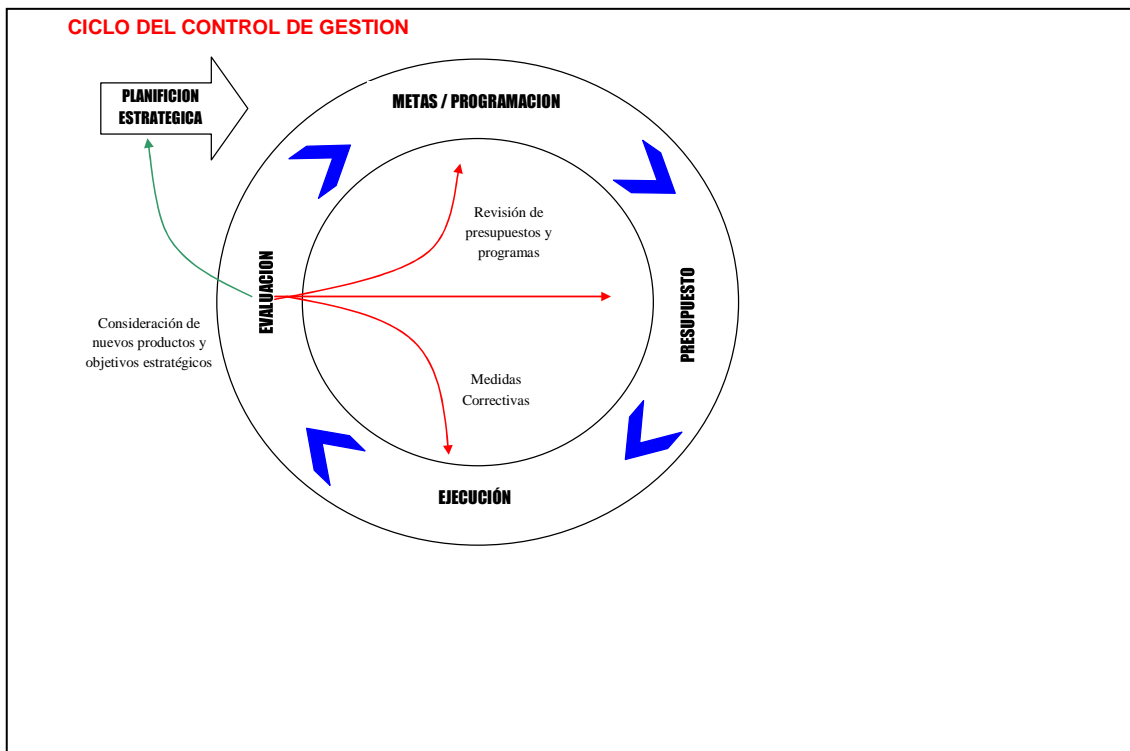 CICLO DEL CONTROL DE GESTION
PLANIFICION
ESTRATEGICA
METAS / PROGRAMACION
Revisión de
presupuestos y
programas
EVALUACION
PRESUPUESTO
Consideración de
nuevos productos y
objetivos estratégicos
Medidas
Correctivas
EJECUCIÓN